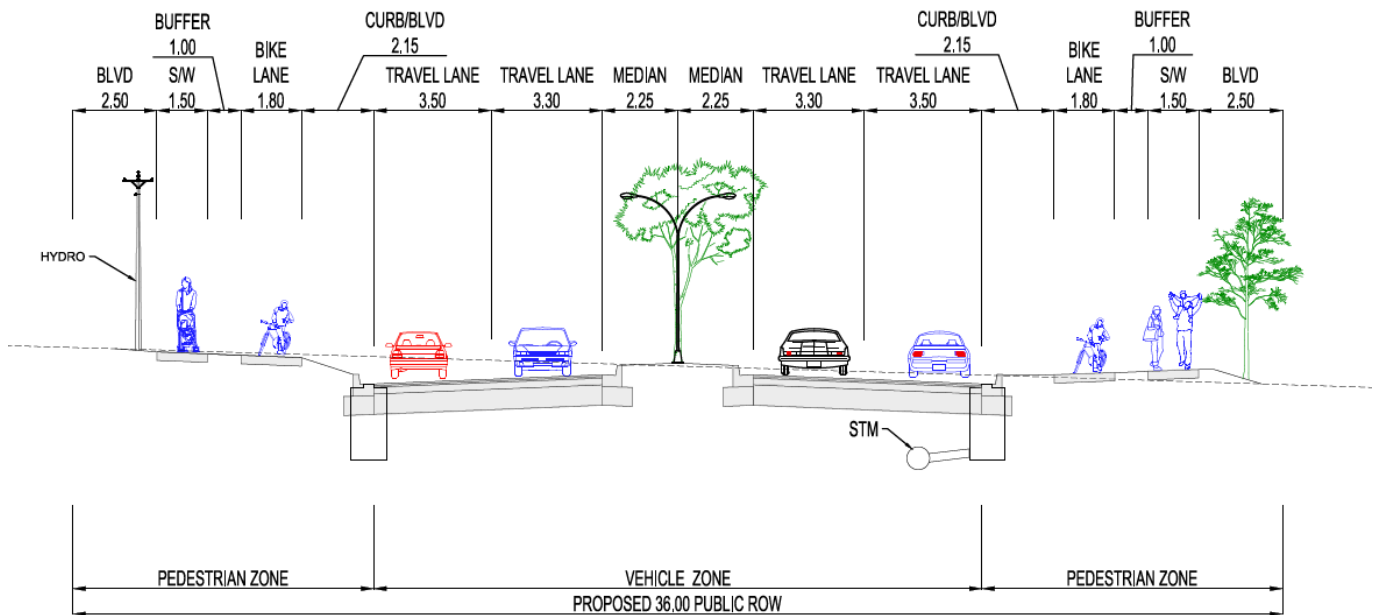 BUFFER
1.00
CURB/BLVD
2.15
CURB/BLVD
2.15
BUFFER
1.00
BLVD
2.50
S/W
1.50
BIKE
LANE
1.80
TRAVEL LANE
3.50
TRAVEL LANE
3.30
MEDIAN
2.25
MEDIAN
2.25
TRAVEL LANE
3.30
TRAVEL LANE
3.50
BIKE
LANE
1.80
S/W
1.50
BLVD
2.50
HYDRO
STM
PEDESTRIAN ZONE
VEHICLE ZONE
PEDESTRIAN ZONE
PROPOSED 36.00 PUBLIC ROW